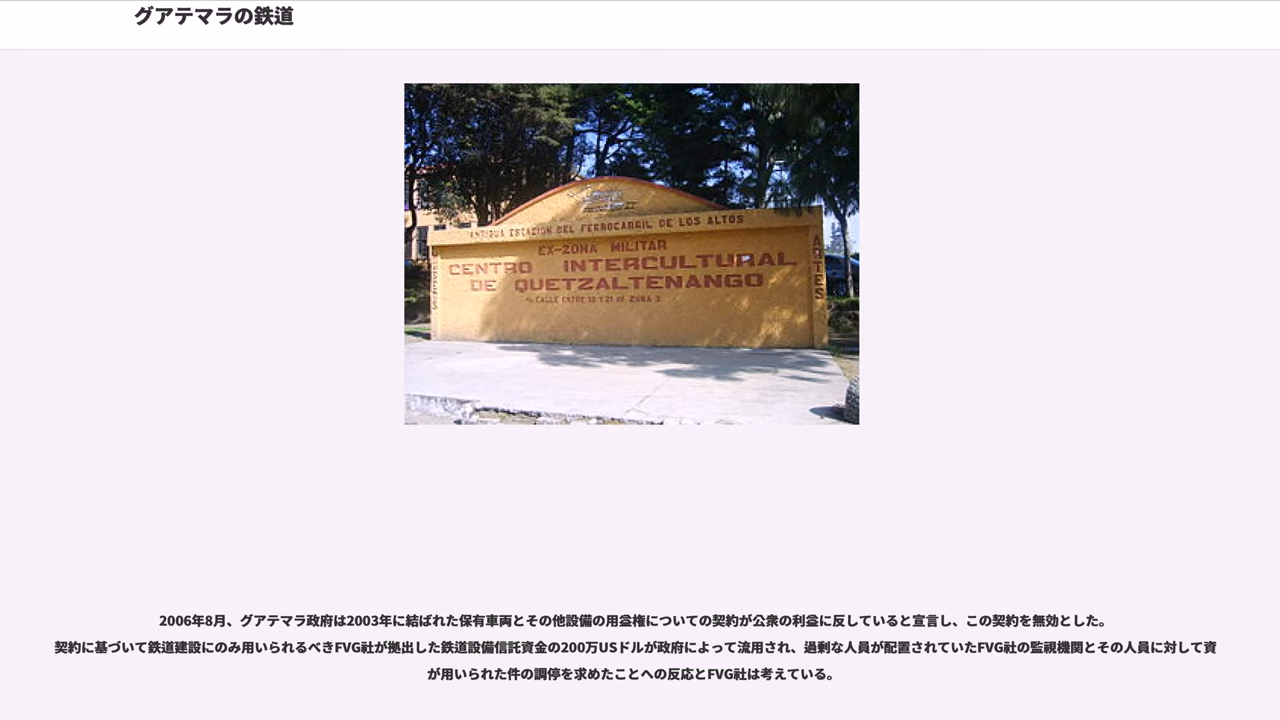 グアテマラの鉄道
ANTIGUA ESTACION DEL FERROCARRIL DE LOS ALTOS
EX-ZONA MILITAR
CENTRO INTERCULTURAL
DE QUETZALTENANGO
CALLE ENTRE 19 Y 21 AV ZONA 3
ARTES
2006年8月、グアテマラ政府は2003年に結ばれた保有車両とその他設備の用益権についての契約が公衆の利益に反していると宣言し、この契約を無効とした。
契約に基づいて鉄道建設にのみ用いられるべきFVG社が拠出した鉄道設備信託資金の200万USドルが政府によって流用され、過剰な人員が配置されていたFVG社の監視機関とその人員に対して資
が用いられた件の調停を求めたことへの反応とFVG社は考えている。